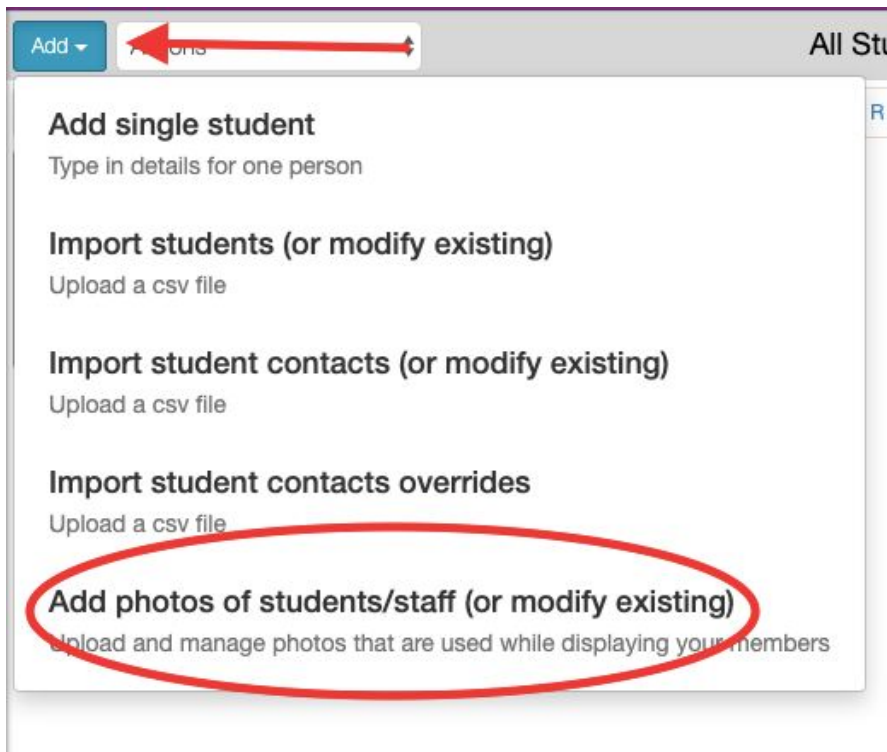 Add
All Stu
R
Add single student
Type in details for one person
Import students (or modify existing)
Upload a csv file
Import student contacts (or modify existing)
Upload a csv file
Import student contacts overrides
Upload a csv file
Add photos of students/staff (or modify existing)
Upload and manage photos that are used while displaying your members